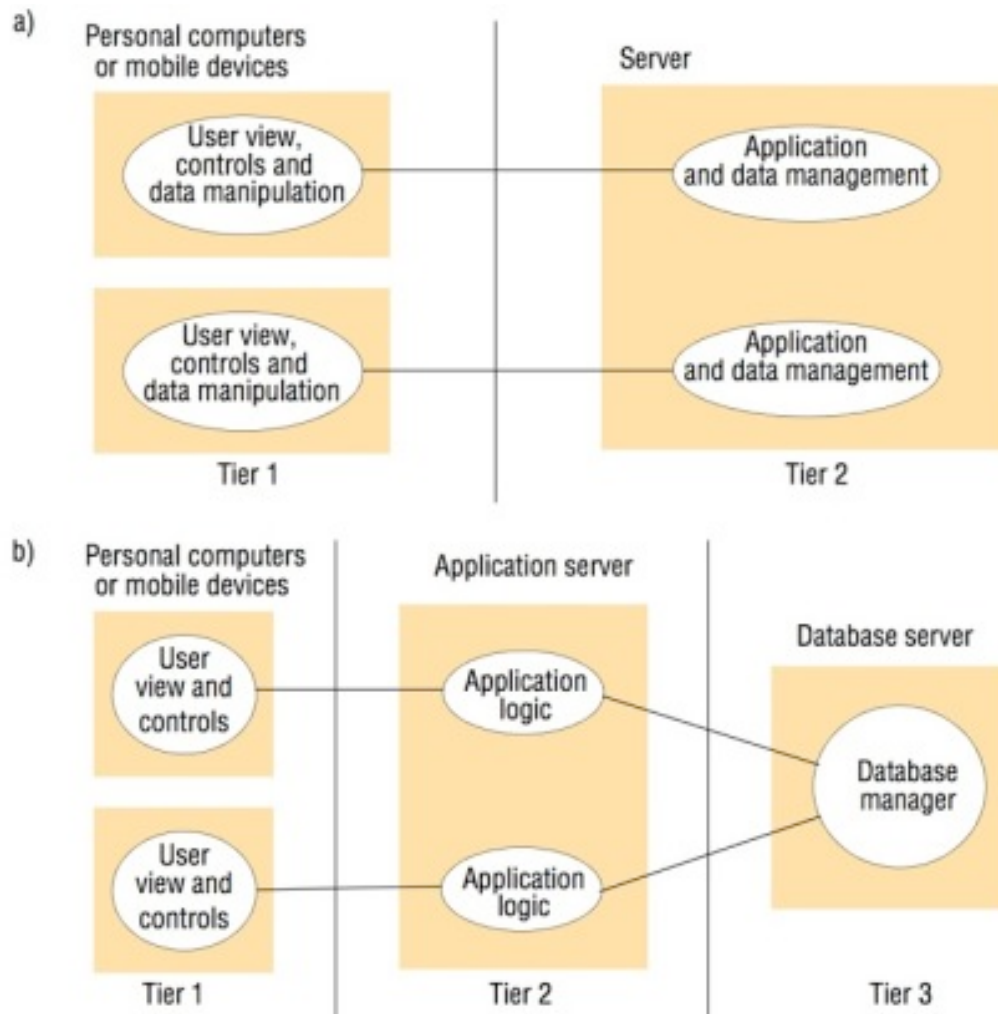 a)
Personal computers
or mobile devices
Server
User view,
controls and
data manipulation
Application
and data management
User view,
controls and
data manipulation
Application
and data management
Tier 1
Tier 2
b)
Personal computers
or mobile devices
Application server
Database server
User
view and
controls
Application
logic
Database
manager
User
view and
controls
Application
logic
Tier 1
Tier 2
Tier 3